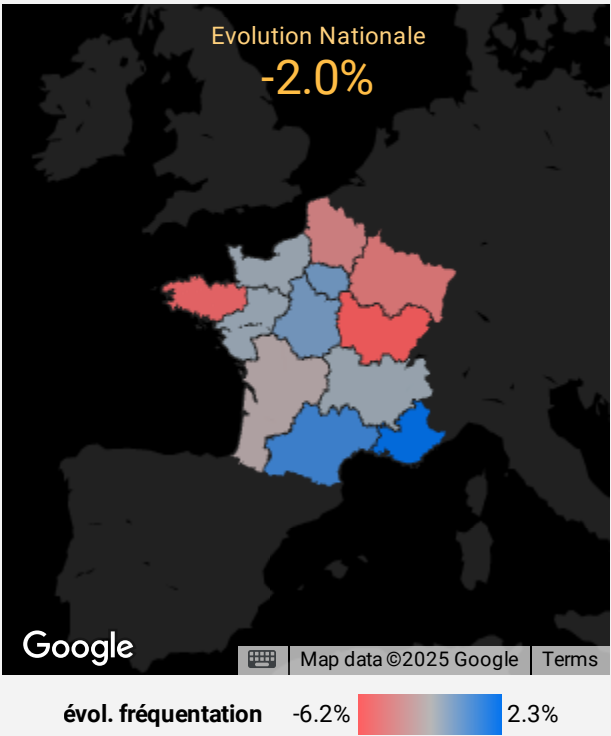 Evolution Nationale
-2.0%
Google
Map data ©2025 Google
Terms
évol. fréquentation -6.2% 2.3%